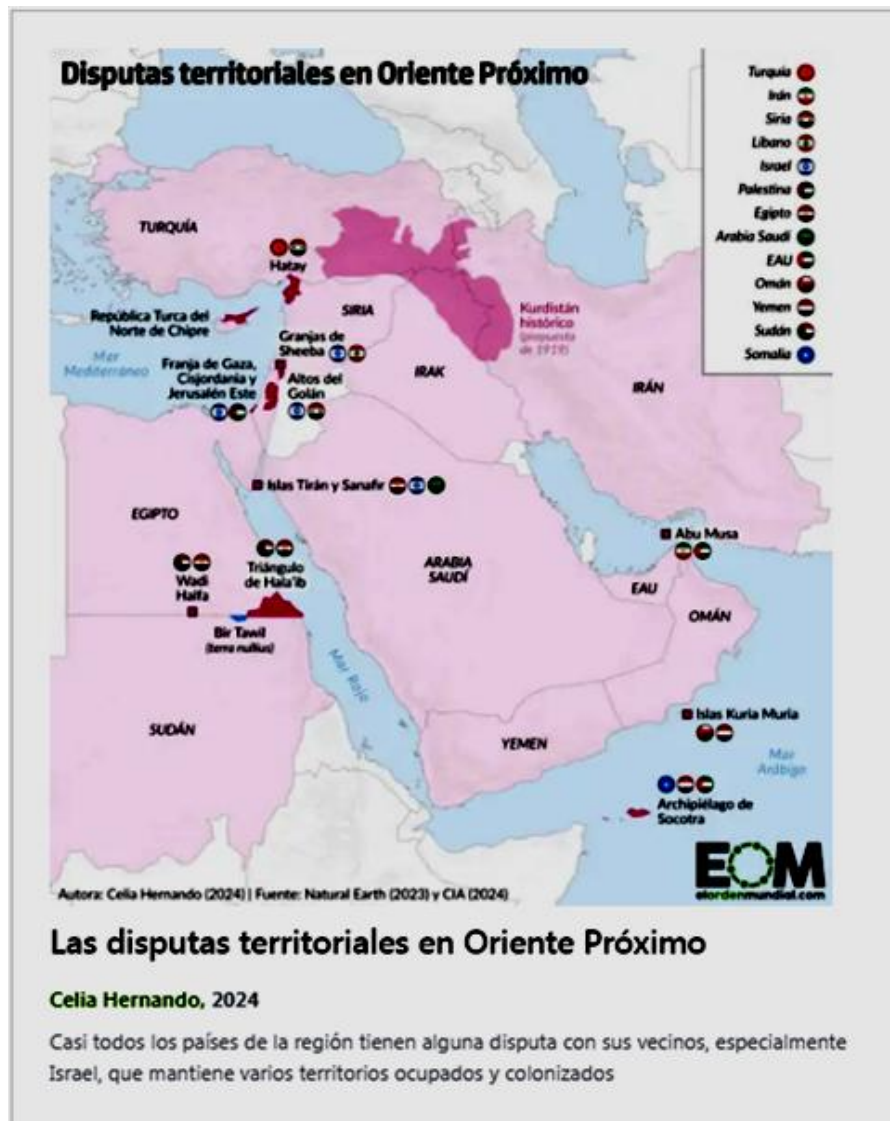 Disputas territoriales en Oriente Próximo
Turquía
Irán
Siria
Líbano
Israel
Palestina
Egipto
Arabia Saudí
EAU
Omán
Yemen
Sudán
Somalia
TURQUÍA
Hatay
República Turca del
Norte de Chipre
SIRIA
Kurdistán
histórico
(propuesta
de 1919)
Mar
Mediterráneo
Granjas de
Sheeba
Franja de Gaza,
Cisjordania y
Jerusalén Este
Altos del
Golán
IRAK
IRÁN
Islas Tirán y Sanafir
EGIPTO
Abu Musa
ARABIA
SAUDÍ
Wadi
Halfa
Triángulo
de Hala'ib
EAU
OMÁN
Bir Tawil
(terra nullius)
Mar Rojo
SUDÁN
Islas Kuria Muria
YEMEN
Mar
Arábigo
Archipiélago de
Socotra
EOM
elordenmundial.com
Autora: Celia Hernando (2024) | Fuente: Natural Earth (2023) y CIA (2024)
Las disputas territoriales en Oriente Próximo
Celia Hernando, 2024
Casi todos los países de la región tienen alguna disputa con sus vecinos, especialmente
Israel, que mantiene varios territorios ocupados y colonizados